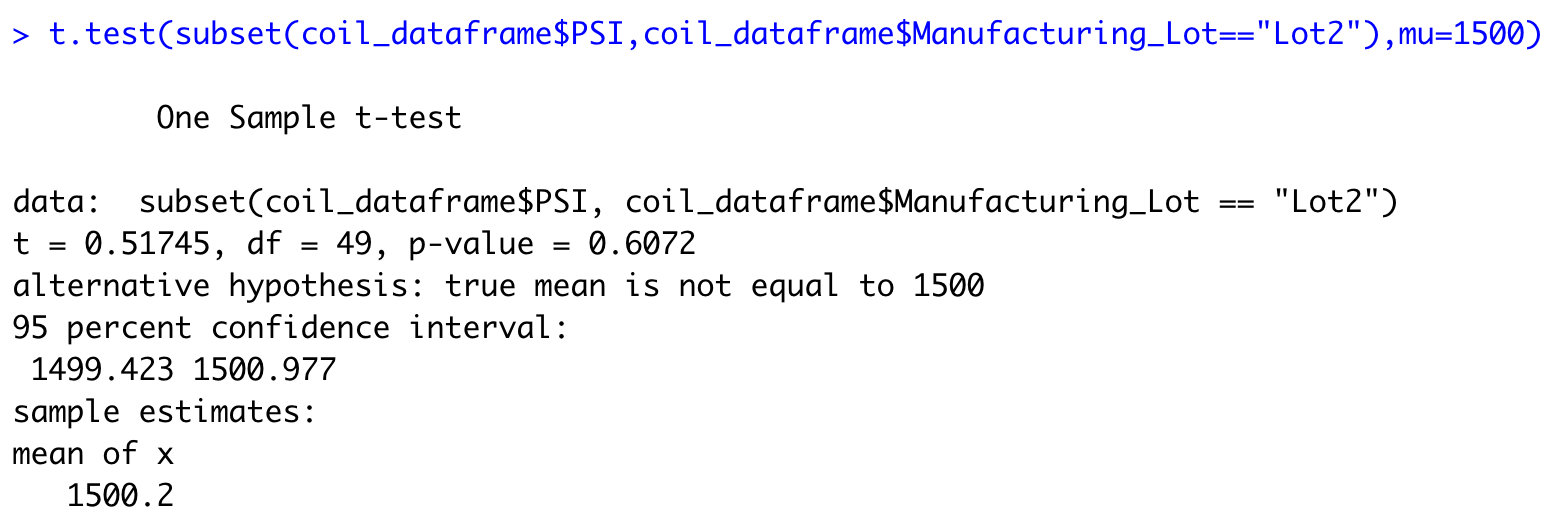 > t.test(subset(coil_dataframe$PSI,coil_dataframe$Manufacturing_Lot=="Lot2"),mu=1500)
One Sample t-test
data:  subset(coil_dataframe$PSI, coil_dataframe$Manufacturing_Lot == "Lot2")
t = 0.51745, df = 49, p-value = 0.6072
alternative hypothesis: true mean is not equal to 1500
95 percent confidence interval:
1499.423 1500.977
sample estimates:
mean of x
1500.2